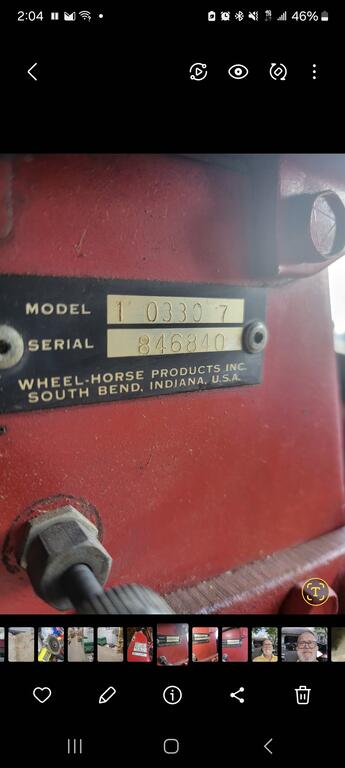 2:04
46%
MODEL 1 0330 7
SERIAL 846840
WHEEL-HORSE PRODUCTS INC.
SOUTH BEND, INDIANA, U.S.A.
T